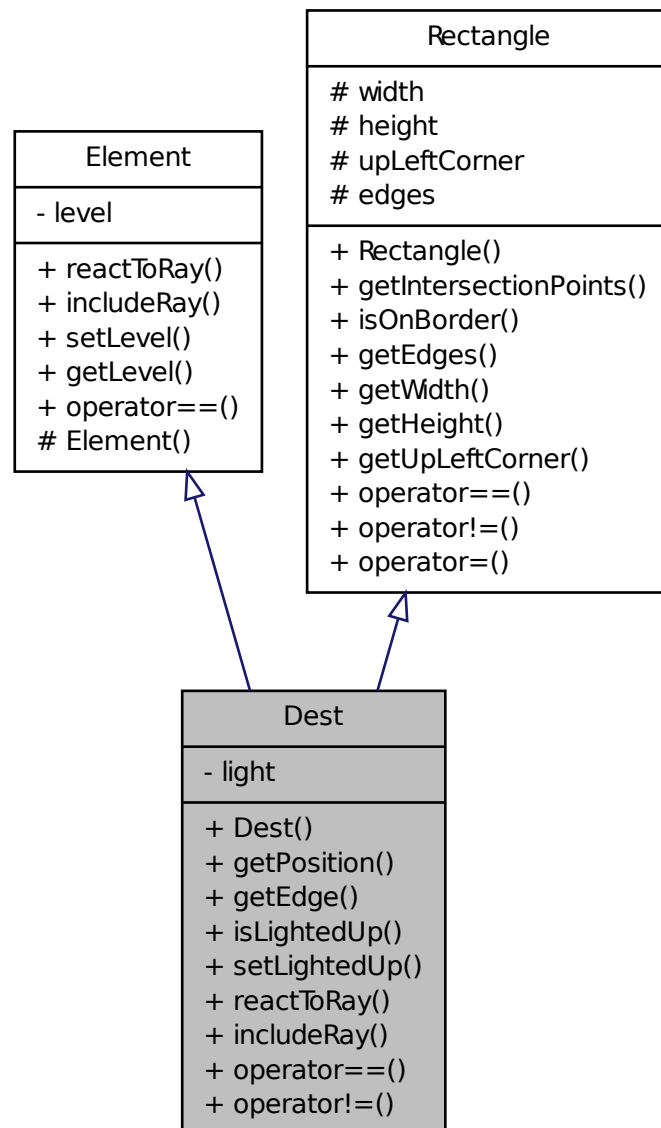 Rectangle
# width
# height
# upLeftCorner
# edges
+ Rectangle()
+ getIntersectionPoints()
+ isOnBorder()
+ getEdges()
+ getWidth()
+ getHeight()
+ getUpLeftCorner()
+ operator==()
+ operator!=()
+ operator=()
Element
- level
+ reactToRay()
+ includeRay()
+ setLevel()
+ getLevel()
+ operator==()
# Element()
Dest
- light
+ Dest()
+ getPosition()
+ getEdge()
+ isLightedUp()
+ setLightedUp()
+ reactToRay()
+ includeRay()
+ operator==()
+ operator!=()